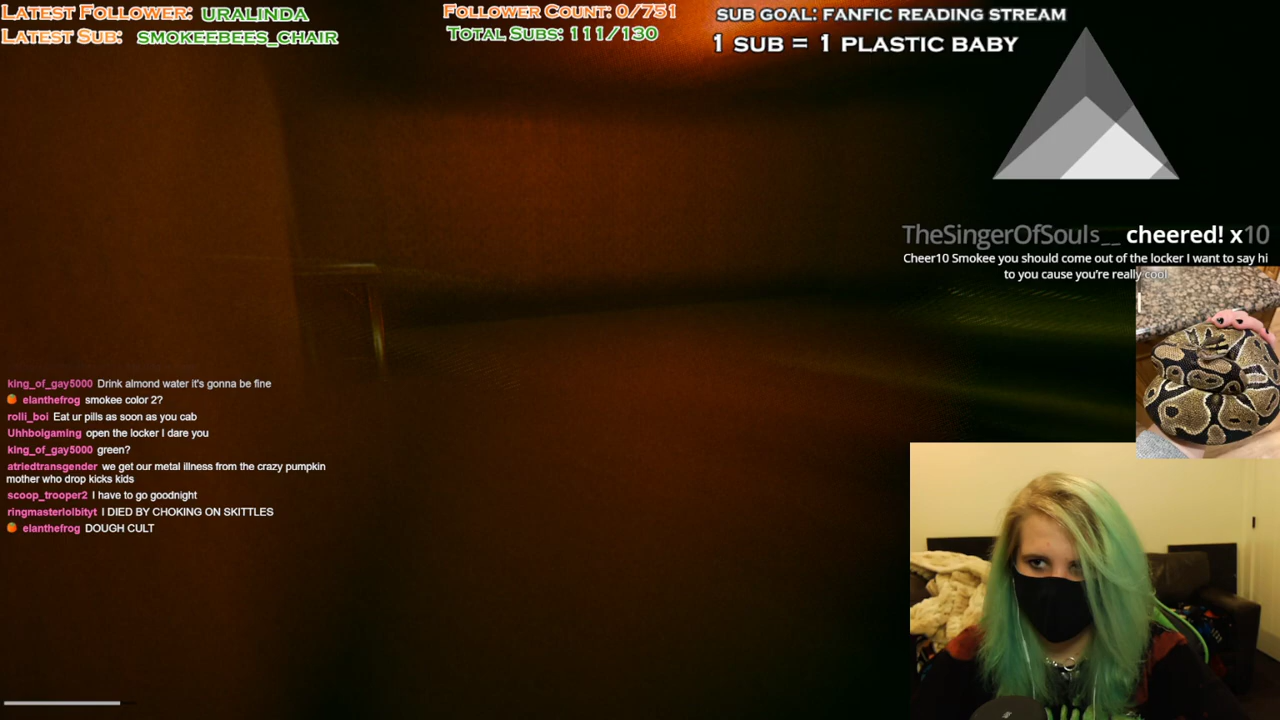 LATEST FOLLOWER: URALINDA
LATEST SUB: SMOKEEBEES_CHAIR
FOLLOWER COUNT: 0/751
TOTAL SUBS: 111/130
SUB GOAL: FANFIC READING STREAM
1 SUB = 1 PLASTIC BABY
TheSingerOfSouls__ cheered! x10
Cheer10 Smokee you should come out of the locker I want to say hi
to you cause you're really cool
king_of_gay5000 Drink almond water it's gonna be fine
elanthefrog smokee color 2?
rolli_boi Eat ur pills as soon as you cab
Uhhboigaming open the locker I dare you
king_of_gay5000 green?
atriedtransgender we get our metal illness from the crazy pumpkin
mother who drop kicks kids
scoop_trooper2 I have to go goodnight
ringmasterlolbityt I DIED BY CHOKING ON SKITTLES
elanthefrog DOUGH CULT